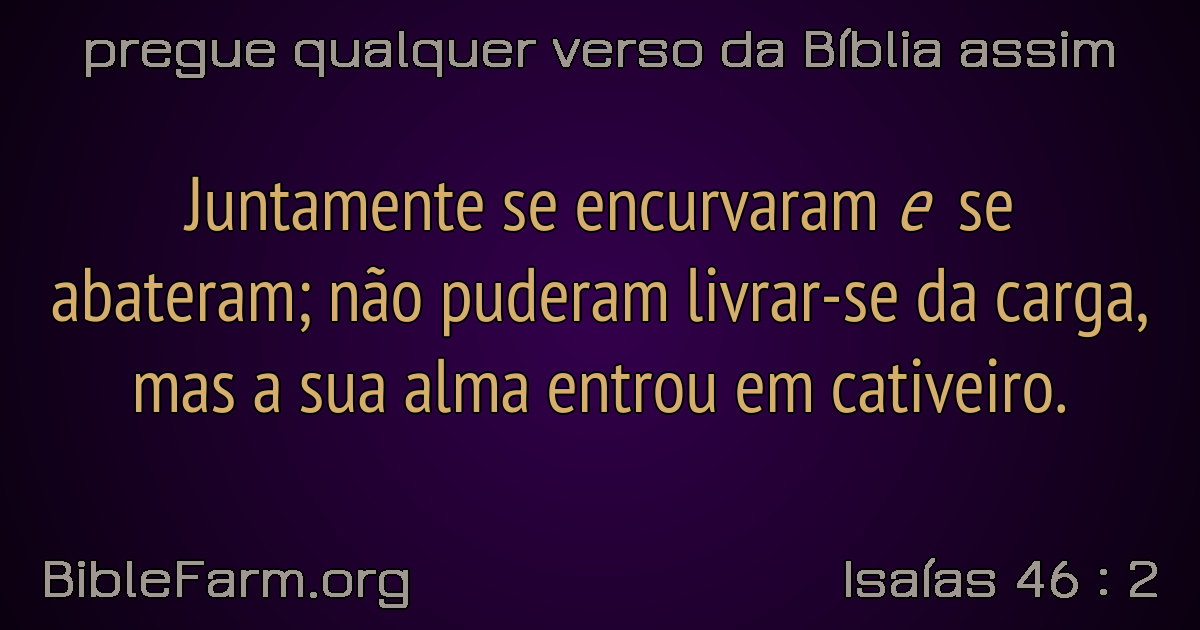 pregue qualquer verso da Bíblia assim
Juntamente se encurvaram e se
abateram; não puderam livrar-se da carga,
mas a sua alma entrou em cativeiro.
BibleFarm.org
Isaías 46 : 2